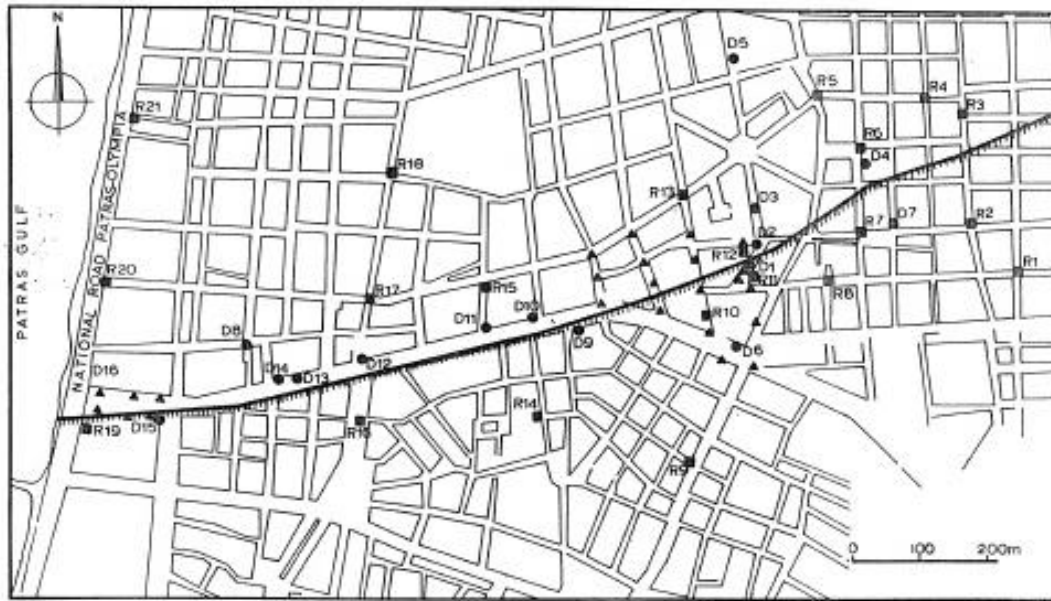 N
D5
R5
R4
R3
R21
R6
D4
R18
R13
D3
D7
R2
D2
R7
R12
D1
R11
R1
R8
R20
R17
R15
D10
R10
D11
D9
D8
D6
D12
D14
D13
D16
R14
R19
D15
R16
R9
PATRAS GULF
NATIONAL ROAD PATRAS-OLYMPIA
0 100 200m